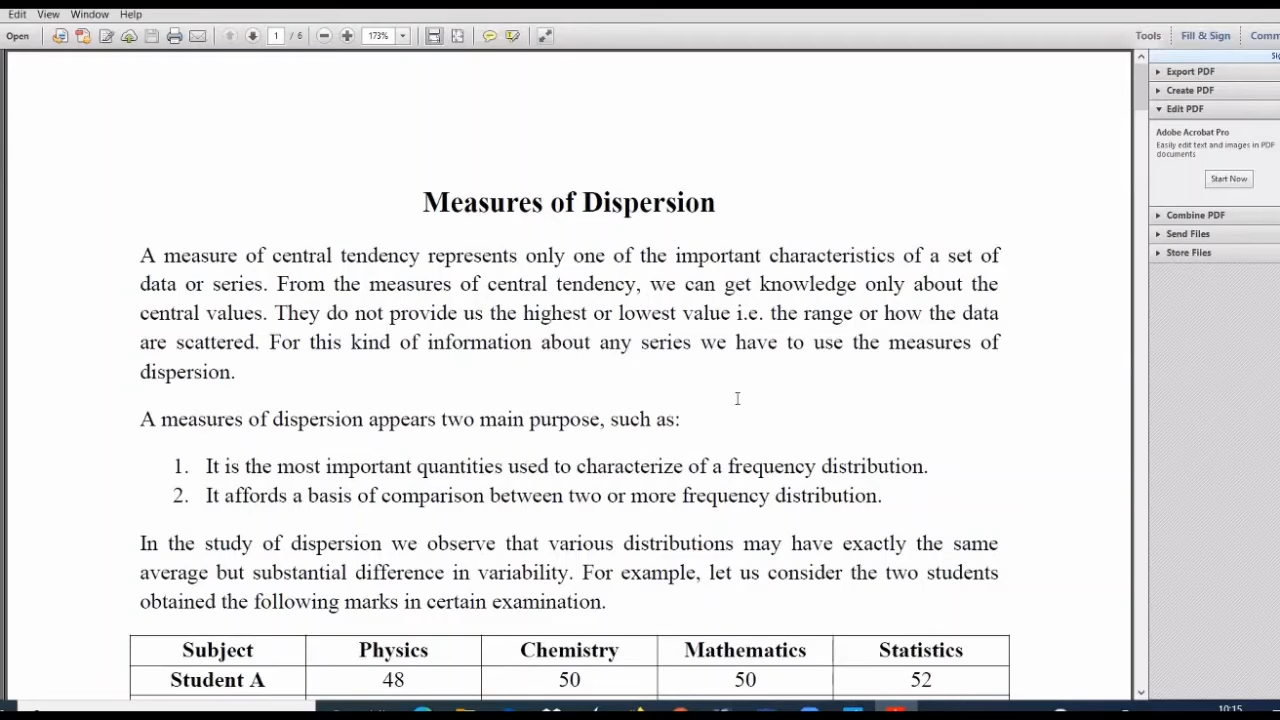 Edit View Window Help
Open 1 / 6 173% Tools Fill & Sign Comm
Export PDF
Create PDF
Edit PDF
Adobe Acrobat Pro
Easily edit text and images in PDF
documents
Start Now
Combine PDF
Send Files
Store Files
Measures of Dispersion
A measure of central tendency represents only one of the important characteristics of a set of
data or series. From the measures of central tendency, we can get knowledge only about the
central values. They do not provide us the highest or lowest value i.e. the range or how the data
are scattered. For this kind of information about any series we have to use the measures of
dispersion.
A measures of dispersion appears two main purpose, such as:
1. It is the most important quantities used to characterize of a frequency distribution.
2. It affords a basis of comparison between two or more frequency distribution.
In the study of dispersion we observe that various distributions may have exactly the same
average but substantial difference in variability. For example, let us consider the two students
obtained the following marks in certain examination.
Subject Physics Chemistry Mathematics Statistics
Student A 48 50 50 52
10:15